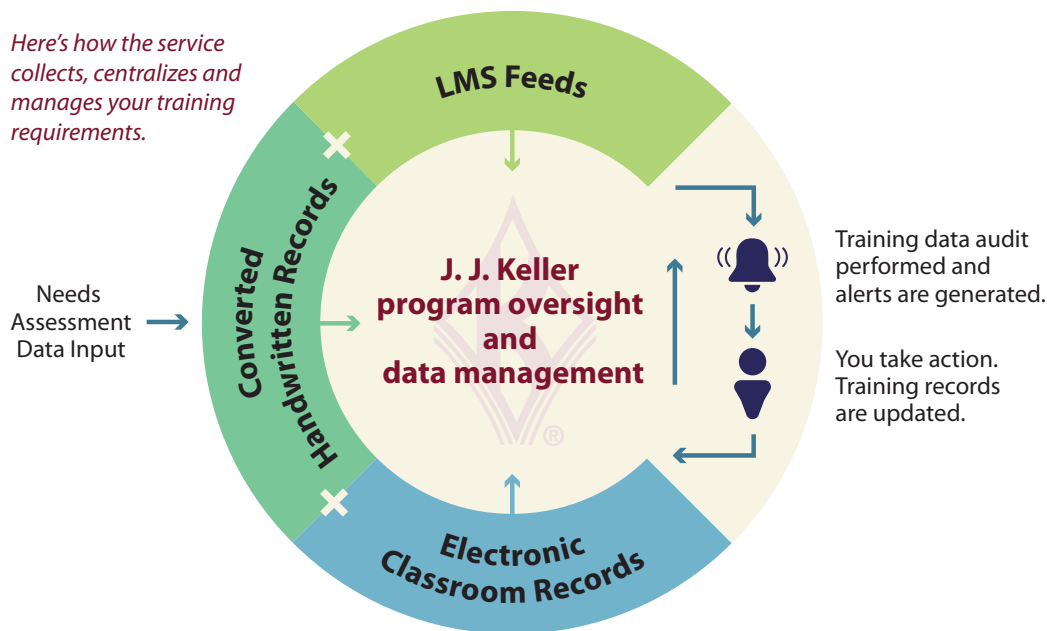 Here's how the service
collects, centralizes and
manages your training
requirements.
LMS Feeds
Converted
Handwritten Records
Needs
Assessment
Data Input
J. J. Keller
program oversight
and
data management
®
Training data audit
performed and
alerts are generated.
You take action.
Training records
are updated.
Electronic
Classroom Records